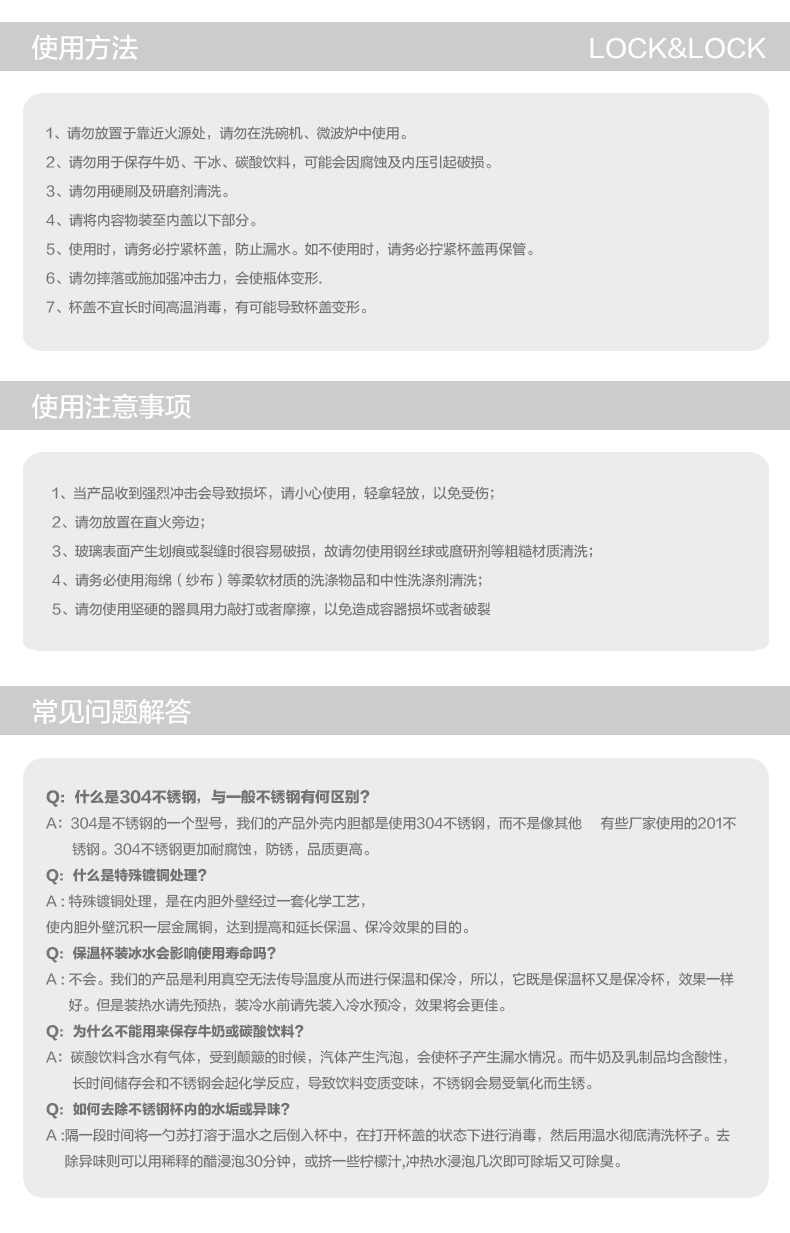 使用方法 LOCK&LOCK
1、请勿放置于靠近火源处，请勿在洗碗机、微波炉中使用。
2、请勿用于保存牛奶、干冰、碳酸饮料，可能会因腐蚀及内压引起破损。
3、请勿用硬刷及研磨剂清洗。
4、请将内容物装至内盖以下部分。
5、使用时，请务必拧紧杯盖，防止漏水。如不使用时，请务必拧紧杯盖再保管。
6、请勿摔落或施加强冲击力，会使瓶体变形.
7、杯盖不宜长时间高温消毒，有可能导致杯盖变形。
使用注意事项
1、当产品收到强烈冲击会导致损坏，请小心使用，轻拿轻放，以免受伤；
2、请勿放置在直火旁边；
3、玻璃表面产生划痕或裂缝时很容易破损，故请勿使用钢丝球或麿研剂等粗糙材质清洗；
4、请务必使用海绵（纱布）等柔软材质的洗涤物品和中性洗涤剂清洗；
5、请勿使用坚硬的器具用力敲打或者摩擦，以免造成容器损坏或者破裂
常见问题解答
Q：什么是304不锈钢，与一般不锈钢有何区别？
A：304是不锈钢的一个型号，我们的产品外壳内胆都是使用304不锈钢，而不是像其他 有些厂家使用的201不
锈钢。304不锈钢更加耐腐蚀，防锈，品质更高。
Q：什么是特殊镀铜处理？
A：特殊镀铜处理，是在内胆外壁经过一套化学工艺，
使内胆外壁沉积一层金属铜，达到提高和延长保温、保冷效果的目的。
Q：保温杯装冰水会影响使用寿命吗？
A：不会。我们的产品是利用真空无法传导温度从而进行保温和保冷，所以，它既是保温杯又是保冷杯，效果一样
好。但是装热水请先预热，装冷水前请先装入冷水预冷，效果将会更佳。
Q：为什么不能用来保存牛奶或碳酸饮料？
A：碳酸饮料含水有气体，受到颠簸的时候，汽体产生汽泡，会使杯子产生漏水情况。而牛奶及乳制品均含酸性，
长时间储存会和不锈钢会起化学反应，导致饮料变质变味，不锈钢会易受氧化而生锈。
Q：如何去除不锈钢杯内的水垢或异味？
A：隔一段时间将一勺苏打溶于温水之后倒入杯中，在打开杯盖的状态下进行消毒，然后用温水彻底清洗杯子。去
除异味则可以用稀释的醋浸泡30分钟，或挤一些柠檬汁,冲热水浸泡几次即可除垢又可除臭。